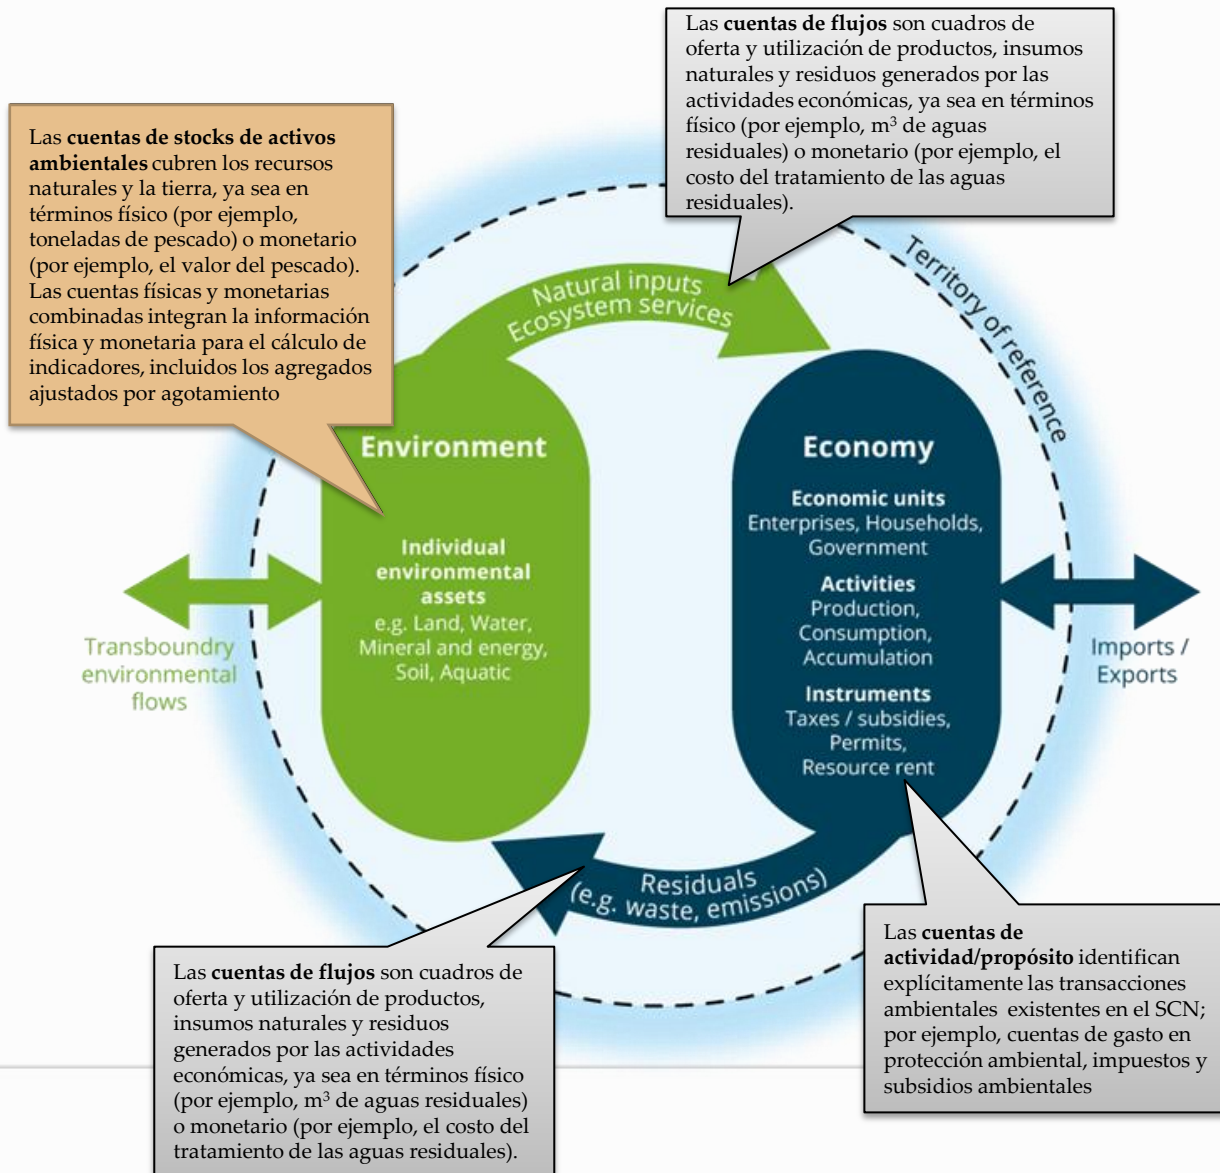 Las cuentas de flujos son cuadros de
oferta y utilización de productos, insumos
naturales y residuos generados por las
actividades económicas, ya sea en términos
físico (por ejemplo, m³ de aguas
residuales) o monetario (por ejemplo, el
costo del tratamiento de las aguas
residuales).
Las cuentas de stocks de activos
ambientales cubren los recursos
naturales y la tierra, ya sea en
términos físico (por ejemplo,
toneladas de pescado) o monetario
(por ejemplo, el valor del pescado).
Las cuentas físicas y monetarias
combinadas integran la información
física y monetaria para el cálculo de
indicadores, incluidos los agregados
ajustados por agotamiento
Natural inputs
Ecosystem services
Territory of reference
Environment
Individual
environmental
assets
e.g. Land, Water,
Mineral and energy,
Soil, Aquatic
Economy
Economic units
Enterprises, Households,
Government
Activities
Production,
Consumption,
Accumulation
Instruments
Taxes / subsidies,
Permits,
Resource rent
Transboundry
environmental
flows
Imports /
Exports
Residuals
(e.g. waste, emissions)
Las cuentas de flujos son cuadros de
oferta y utilización de productos,
insumos naturales y residuos
generados por las actividades
económicas, ya sea en términos físico
(por ejemplo, m³ de aguas residuales)
o monetario (por ejemplo, el costo del
tratamiento de las aguas residuales).
Las cuentas de
actividad/propósito identifican
explícitamente las transacciones
ambientales existentes en el SCN;
por ejemplo, cuentas de gasto en
protección ambiental, impuestos y
subsidios ambientales